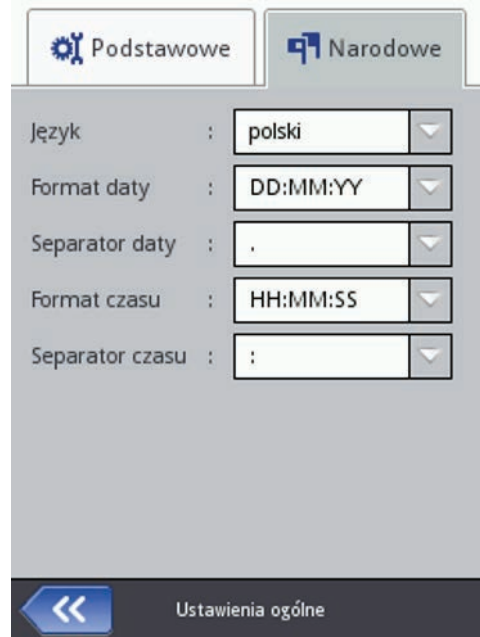 Podstawowe Narodowe
Język : polski
Format daty : DD:MM:YY
Separator daty : .
Format czasu : HH:MM:SS
Separator czasu : :
Ustawienia ogólne